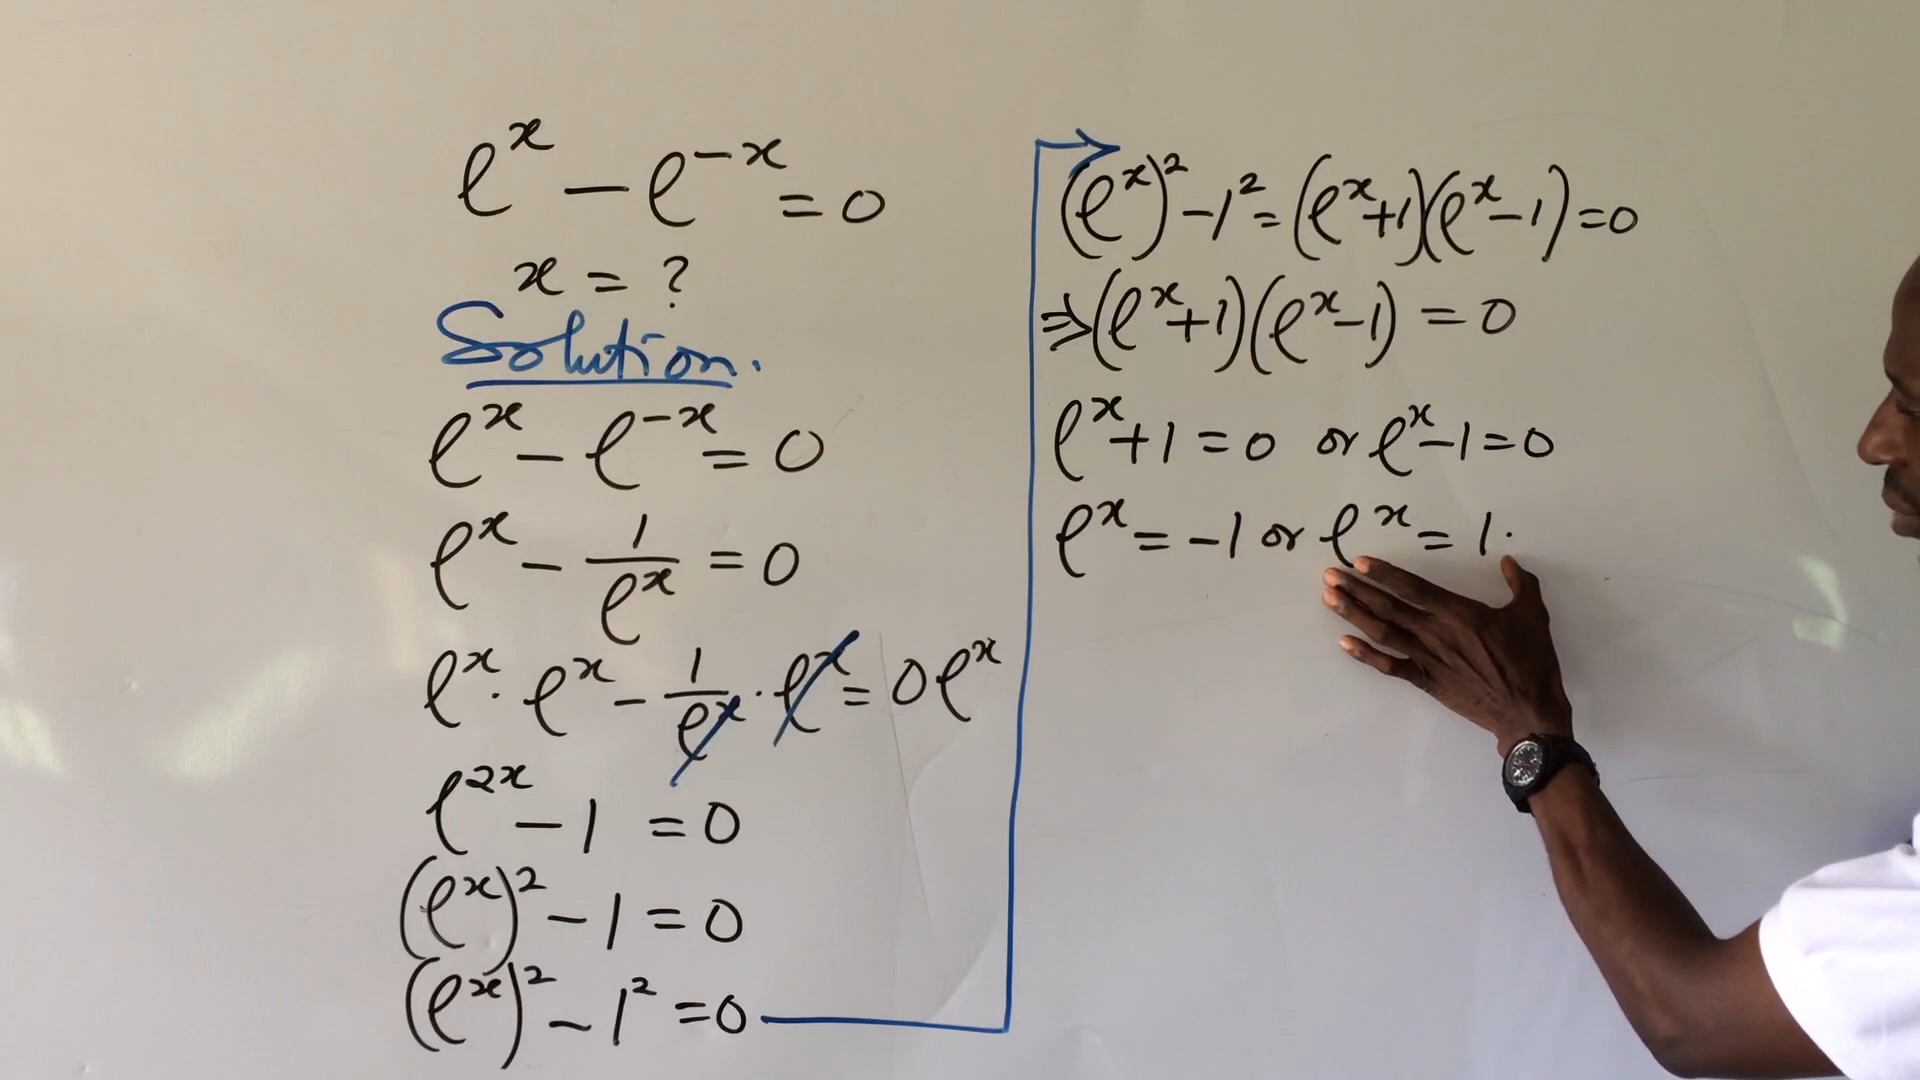 e^x - e^-x = 0
x = ?
Solution.
e^x - e^-x = 0
e^x - 1/e^x = 0
e^x · e^x - 1/e^x · e^x = 0e^x
e^2x - 1 = 0
(e^x)^2 - 1 = 0
(e^x)^2 - 1^2 = 0
(e^x)^2 - 1^2 = (e^x+1)(e^x-1) = 0
⇒ (e^x+1)(e^x-1) = 0
e^x + 1 = 0 or e^x - 1 = 0
e^x = -1 or e^x = 1.